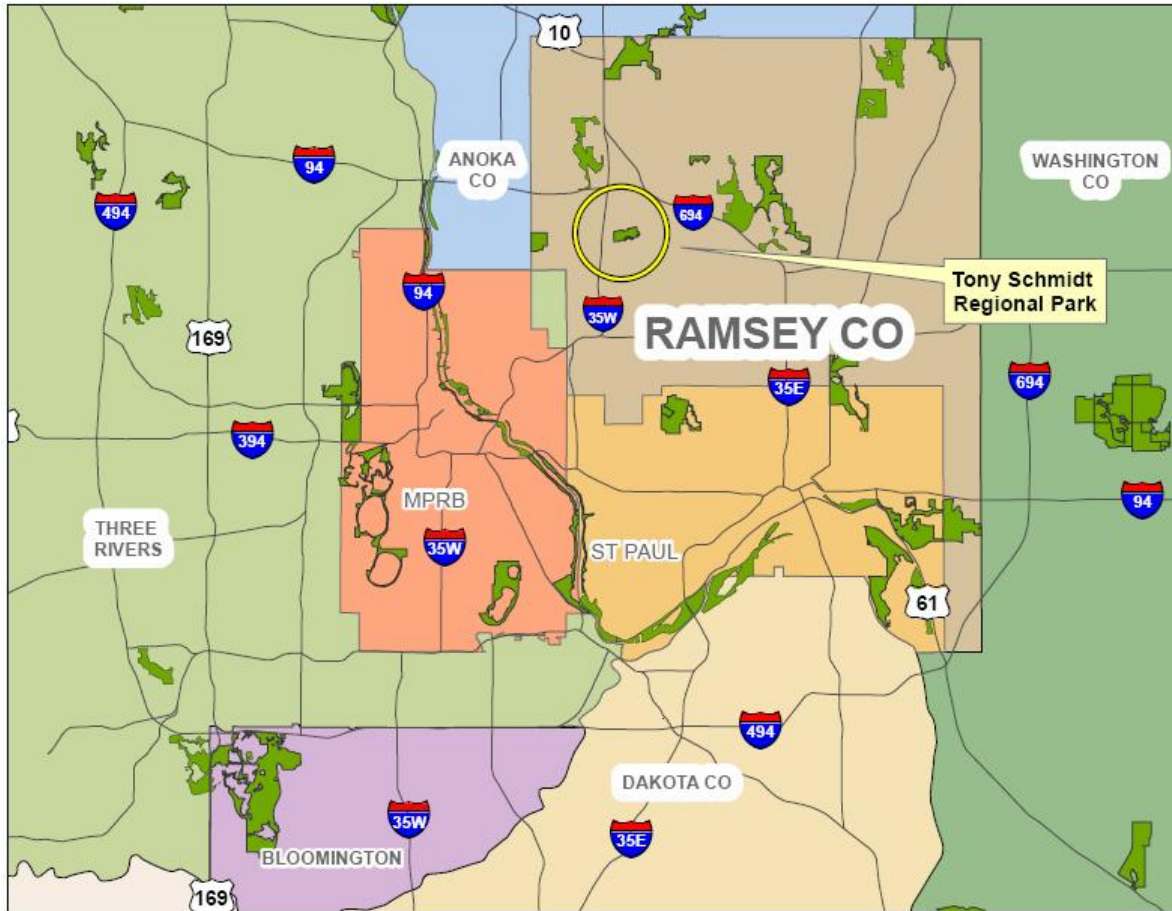 10
ANOKA
CO
WASHINGTON
CO
94
494
694
Tony Schmidt
Regional Park
94
35W
169
RAMSEY CO
694
35E
394
MPRB
94
THREE
RIVERS
35W
ST PAUL
61
494
DAKOTA CO
35W
35E
BLOOMINGTON
169